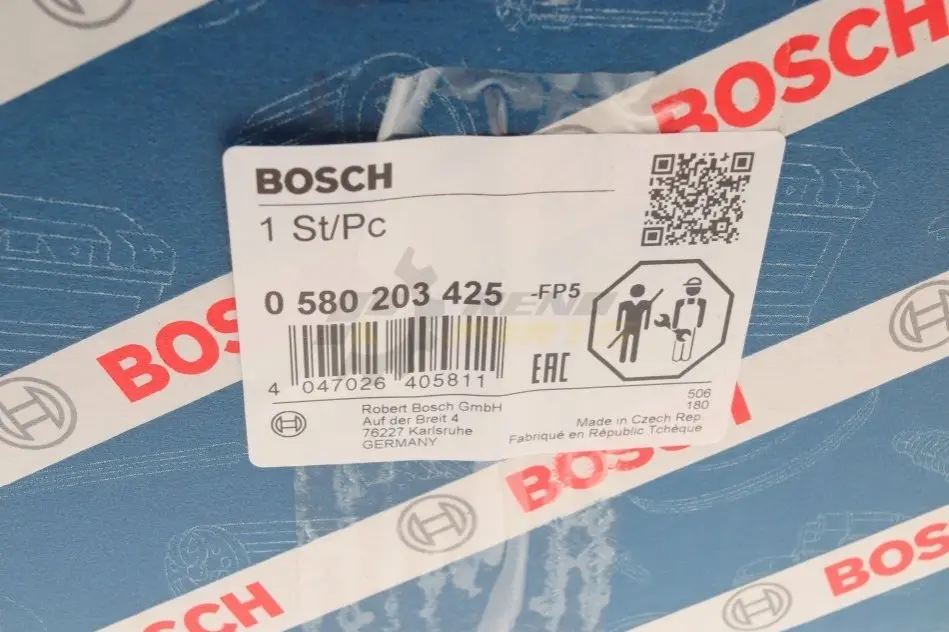 BOSCH
BOSCH
BOSCH
1 St/Pc
0 580 203 425 -FP5
4 047026 405811
EAC
506
180
Robert Bosch GmbH
Auf der Breit 4
76227 Karlsruhe
GERMANY
Made in Czech Rep.
Fabriqué en République Tchèque
BOSCH
BOSCH
BOSCH